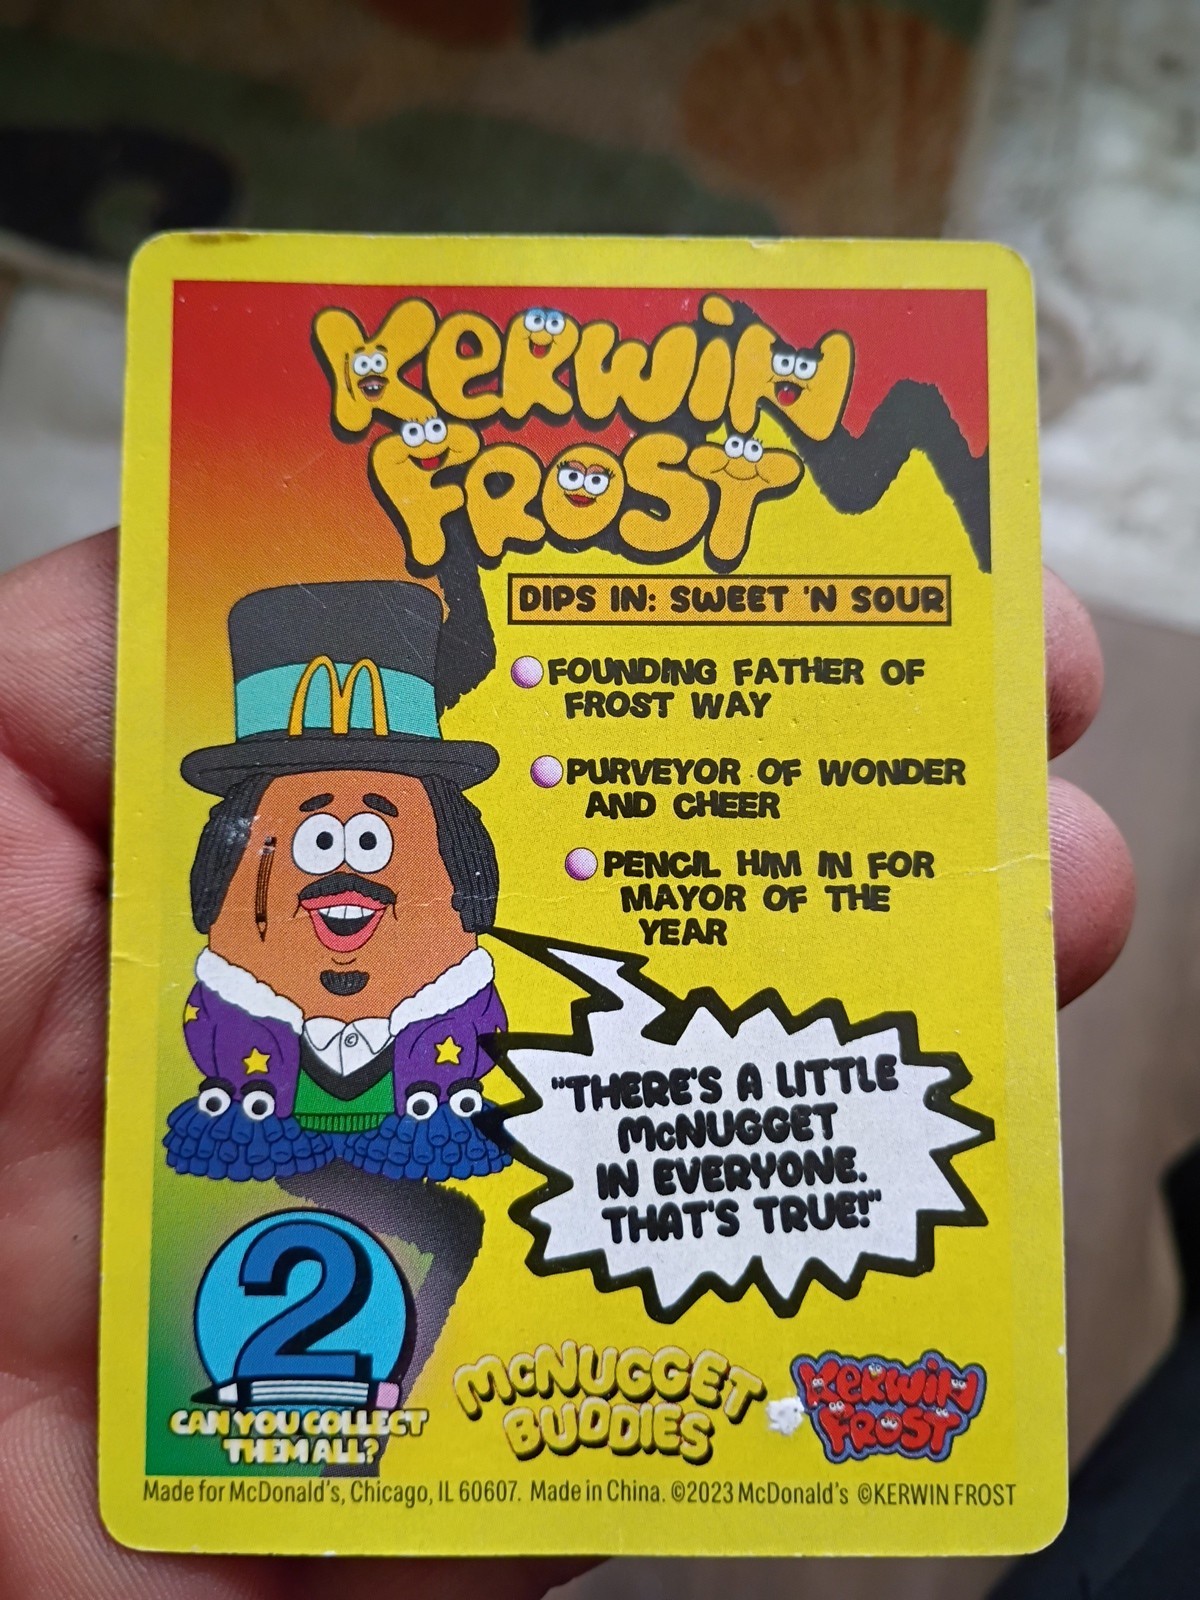 KERWIN
FROST
DIPS IN: SWEET 'N SOUR
FOUNDING FATHER OF
FROST WAY
PURVEYOR OF WONDER
AND CHEER
PENCIL HIM IN FOR
MAYOR OF THE
YEAR
"THERE'S A LITTLE
McNUGGET
IN EVERYONE.
THAT'S TRUE!"
2
CAN YOU COLLECT
THEM ALL?
McNUGGET
BUDDIES
KERWIN
FROST
Made for McDonald's, Chicago, IL 60607. Made in China. ©2023 McDonald's ©KERWIN FROST